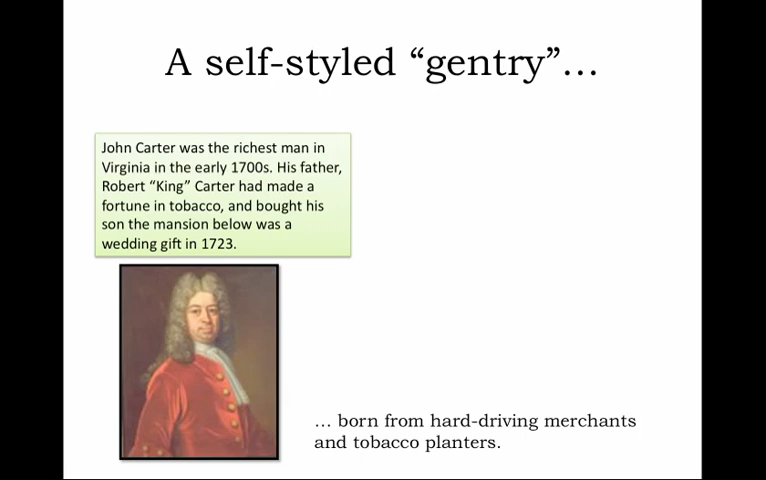 A self-styled “gentry”…
John Carter was the richest man in
Virginia in the early 1700s. His father,
Robert “King” Carter had made a
fortune in tobacco, and bought his
son the mansion below was a
wedding gift in 1723.
… born from hard-driving merchants
and tobacco planters.